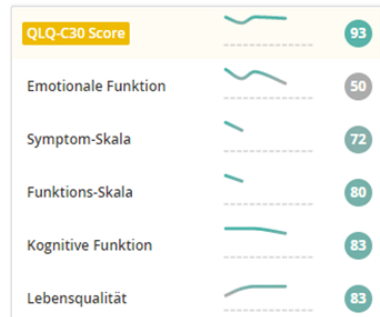 QLQ-C30 Score 93
Emotionale Funktion 50
Symptom-Skala 72
Funktions-Skala 80
Kognitive Funktion 83
Lebensqualität 83